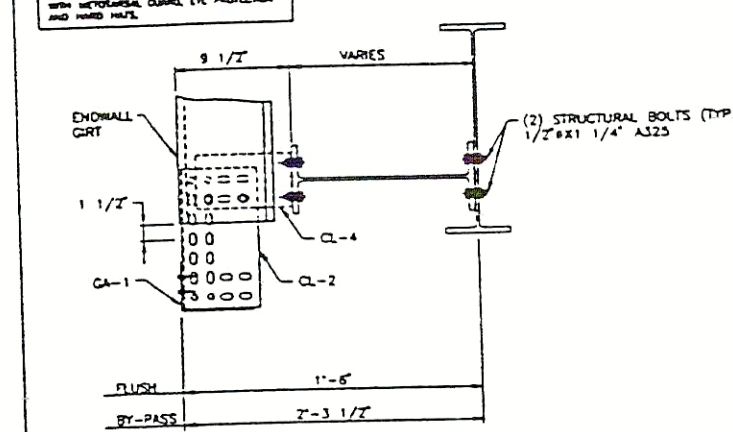 AND HARD HATS.
9 1/2"
VARIES
ENDWALL
GIRT
(2) STRUCTURAL BOLTS (TYP
1/2"øX1 1/4" A325
1 1/2"
CL-4
GA-1
CL-2
FLUSH
1'-6"
BY-PASS
2'-3 1/2"